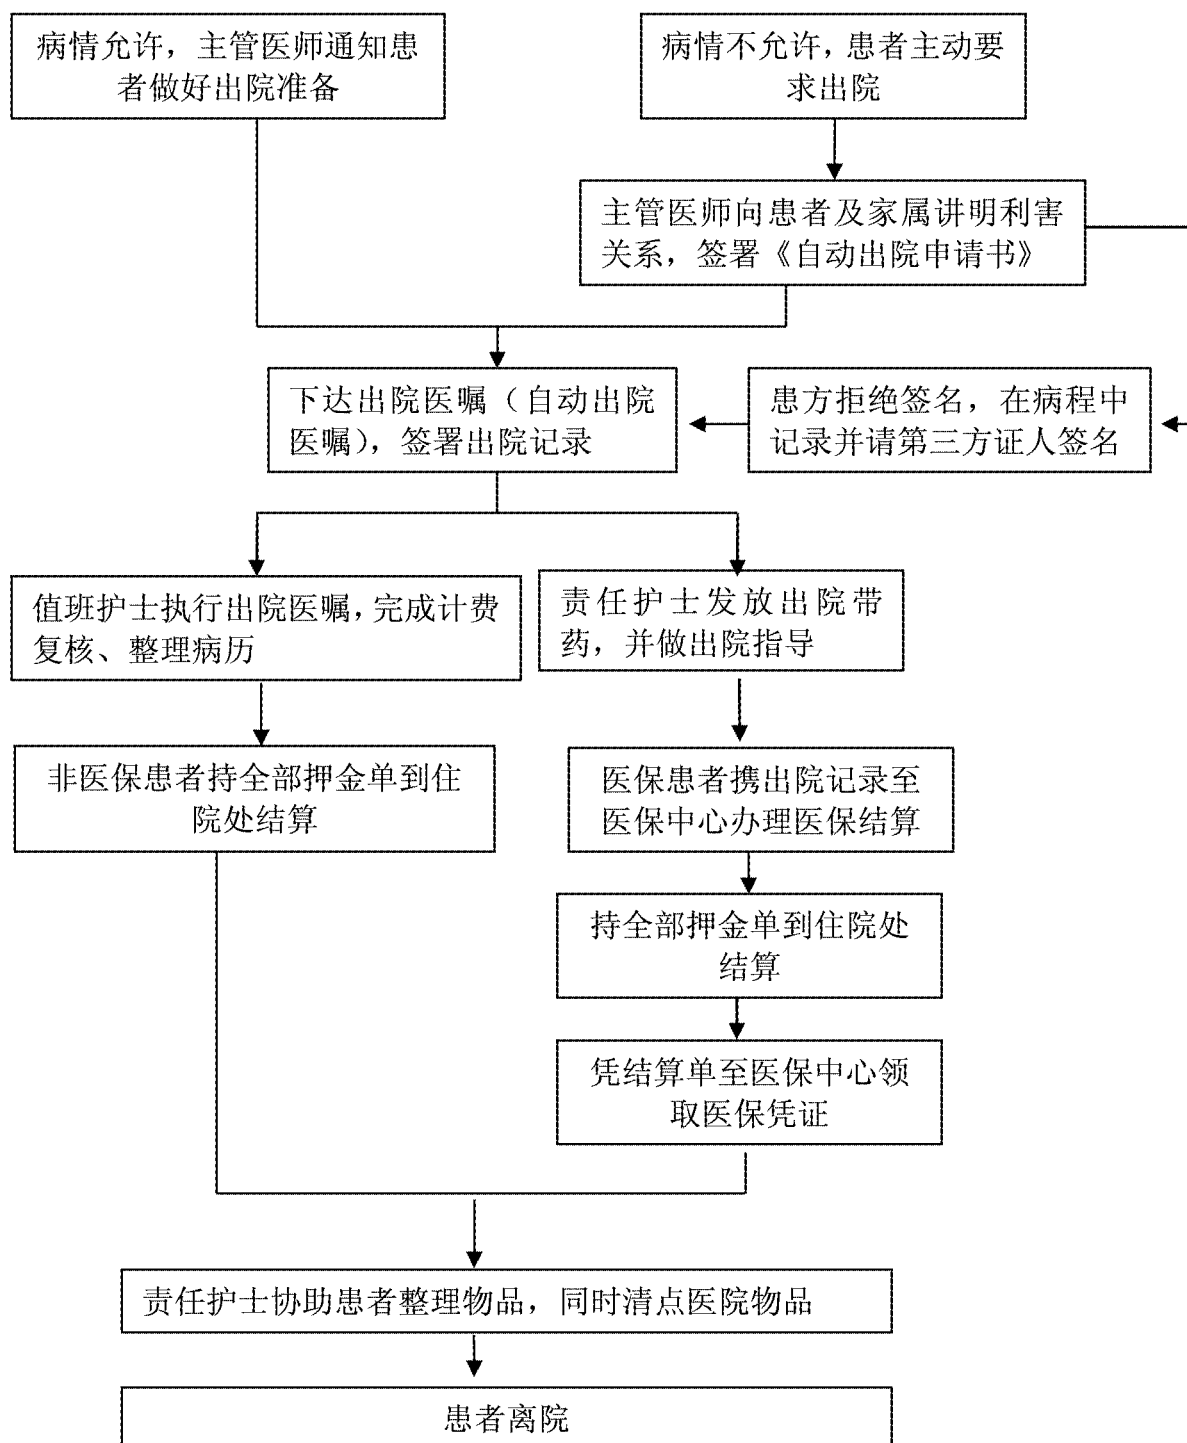 病情允许，主管医师通知患
者做好出院准备
病情不允许，患者主动要
求出院
主管医师向患者及家属讲明利害
关系，签署《自动出院申请书》
下达出院医嘱（自动出院
医嘱），签署出院记录
患方拒绝签名，在病程中
记录并请第三方证人签名
值班护士执行出院医嘱，完成计费
复核、整理病历
责任护士发放出院带
药，并做出院指导
非医保患者持全部押金单到住
院处结算
医保患者携出院记录至
医保中心办理医保结算
持全部押金单到住院处
结算
凭结算单至医保中心领
取医保凭证
责任护士协助患者整理物品，同时清点医院物品
患者离院